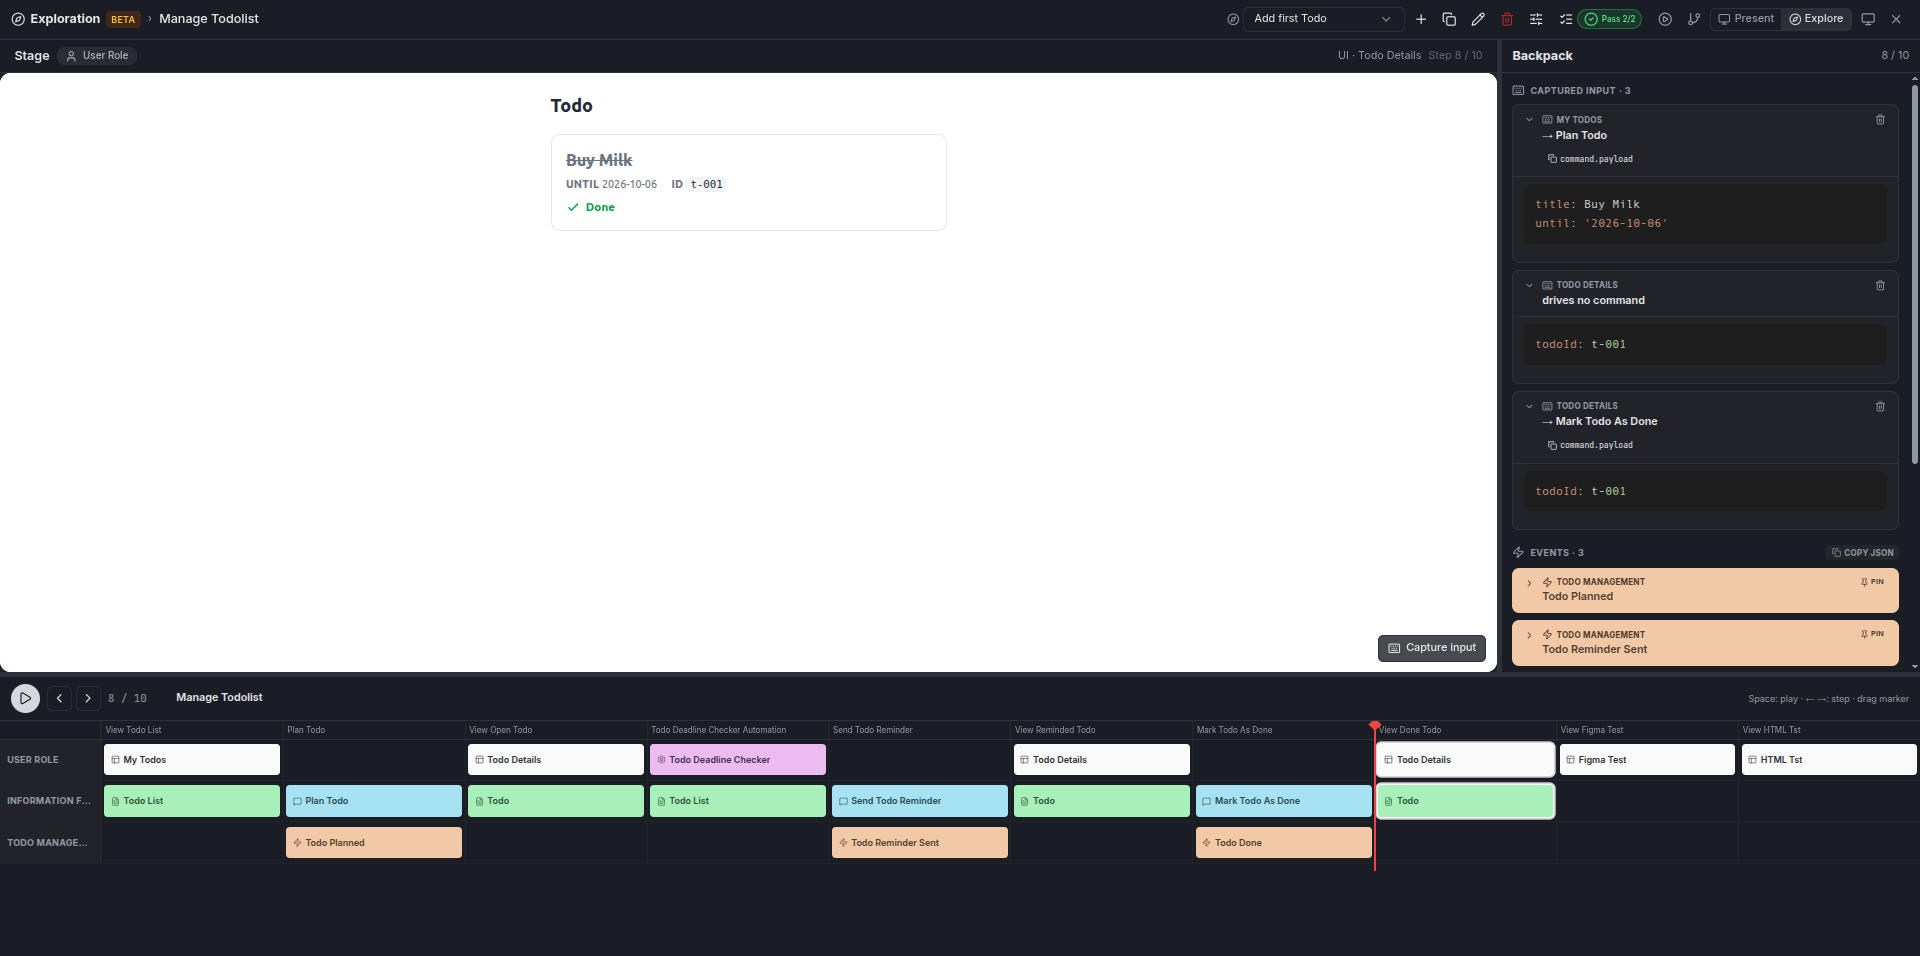 Exploration BETA › Manage Todolist
Add first Todo
Pass 2/2
Present
Explore
Stage
User Role
UI · Todo Details Step 8 / 10
Backpack
8 / 10
Todo
Buy Milk
UNTIL 2026-10-06 ID t-001
Done
Capture input
CAPTURED INPUT · 3
MY TODOS
→ Plan Todo
command.payload
title: Buy Milk
until: '2026-10-06'
TODO DETAILS
drives no command
todoId: t-001
TODO DETAILS
→ Mark Todo As Done
command.payload
todoId: t-001
EVENTS · 3
COPY JSON
TODO MANAGEMENT
PIN
Todo Planned
TODO MANAGEMENT
PIN
Todo Reminder Sent
8 / 10
Manage Todolist
Space: play · ← →: step · drag marker
View Todo List
Plan Todo
View Open Todo
Todo Deadline Checker Automation
Send Todo Reminder
View Reminded Todo
Mark Todo As Done
View Done Todo
View Figma Test
View HTML Tst
USER ROLE
My Todos
Todo Details
Todo Deadline Checker
Todo Details
Todo Details
Figma Test
HTML Tst
INFORMATION F...
Todo List
Plan Todo
Todo
Todo List
Send Todo Reminder
Todo
Mark Todo As Done
Todo
TODO MANAGE...
Todo Planned
Todo Reminder Sent
Todo Done